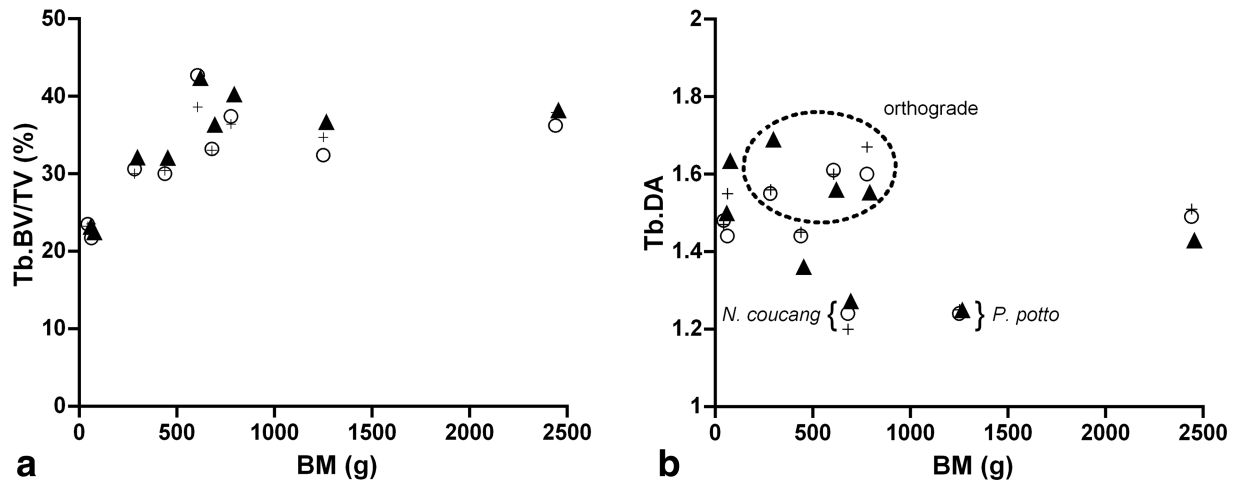 50
40
30
20
10
0
Tb.BV/TV (%)
0 500 1000 1500 2000 2500
BM (g)
a
2
1.8
1.6
1.4
1.2
1
Tb.DA
orthograde
N. coucang { } P. potto
0 500 1000 1500 2000 2500
BM (g)
b